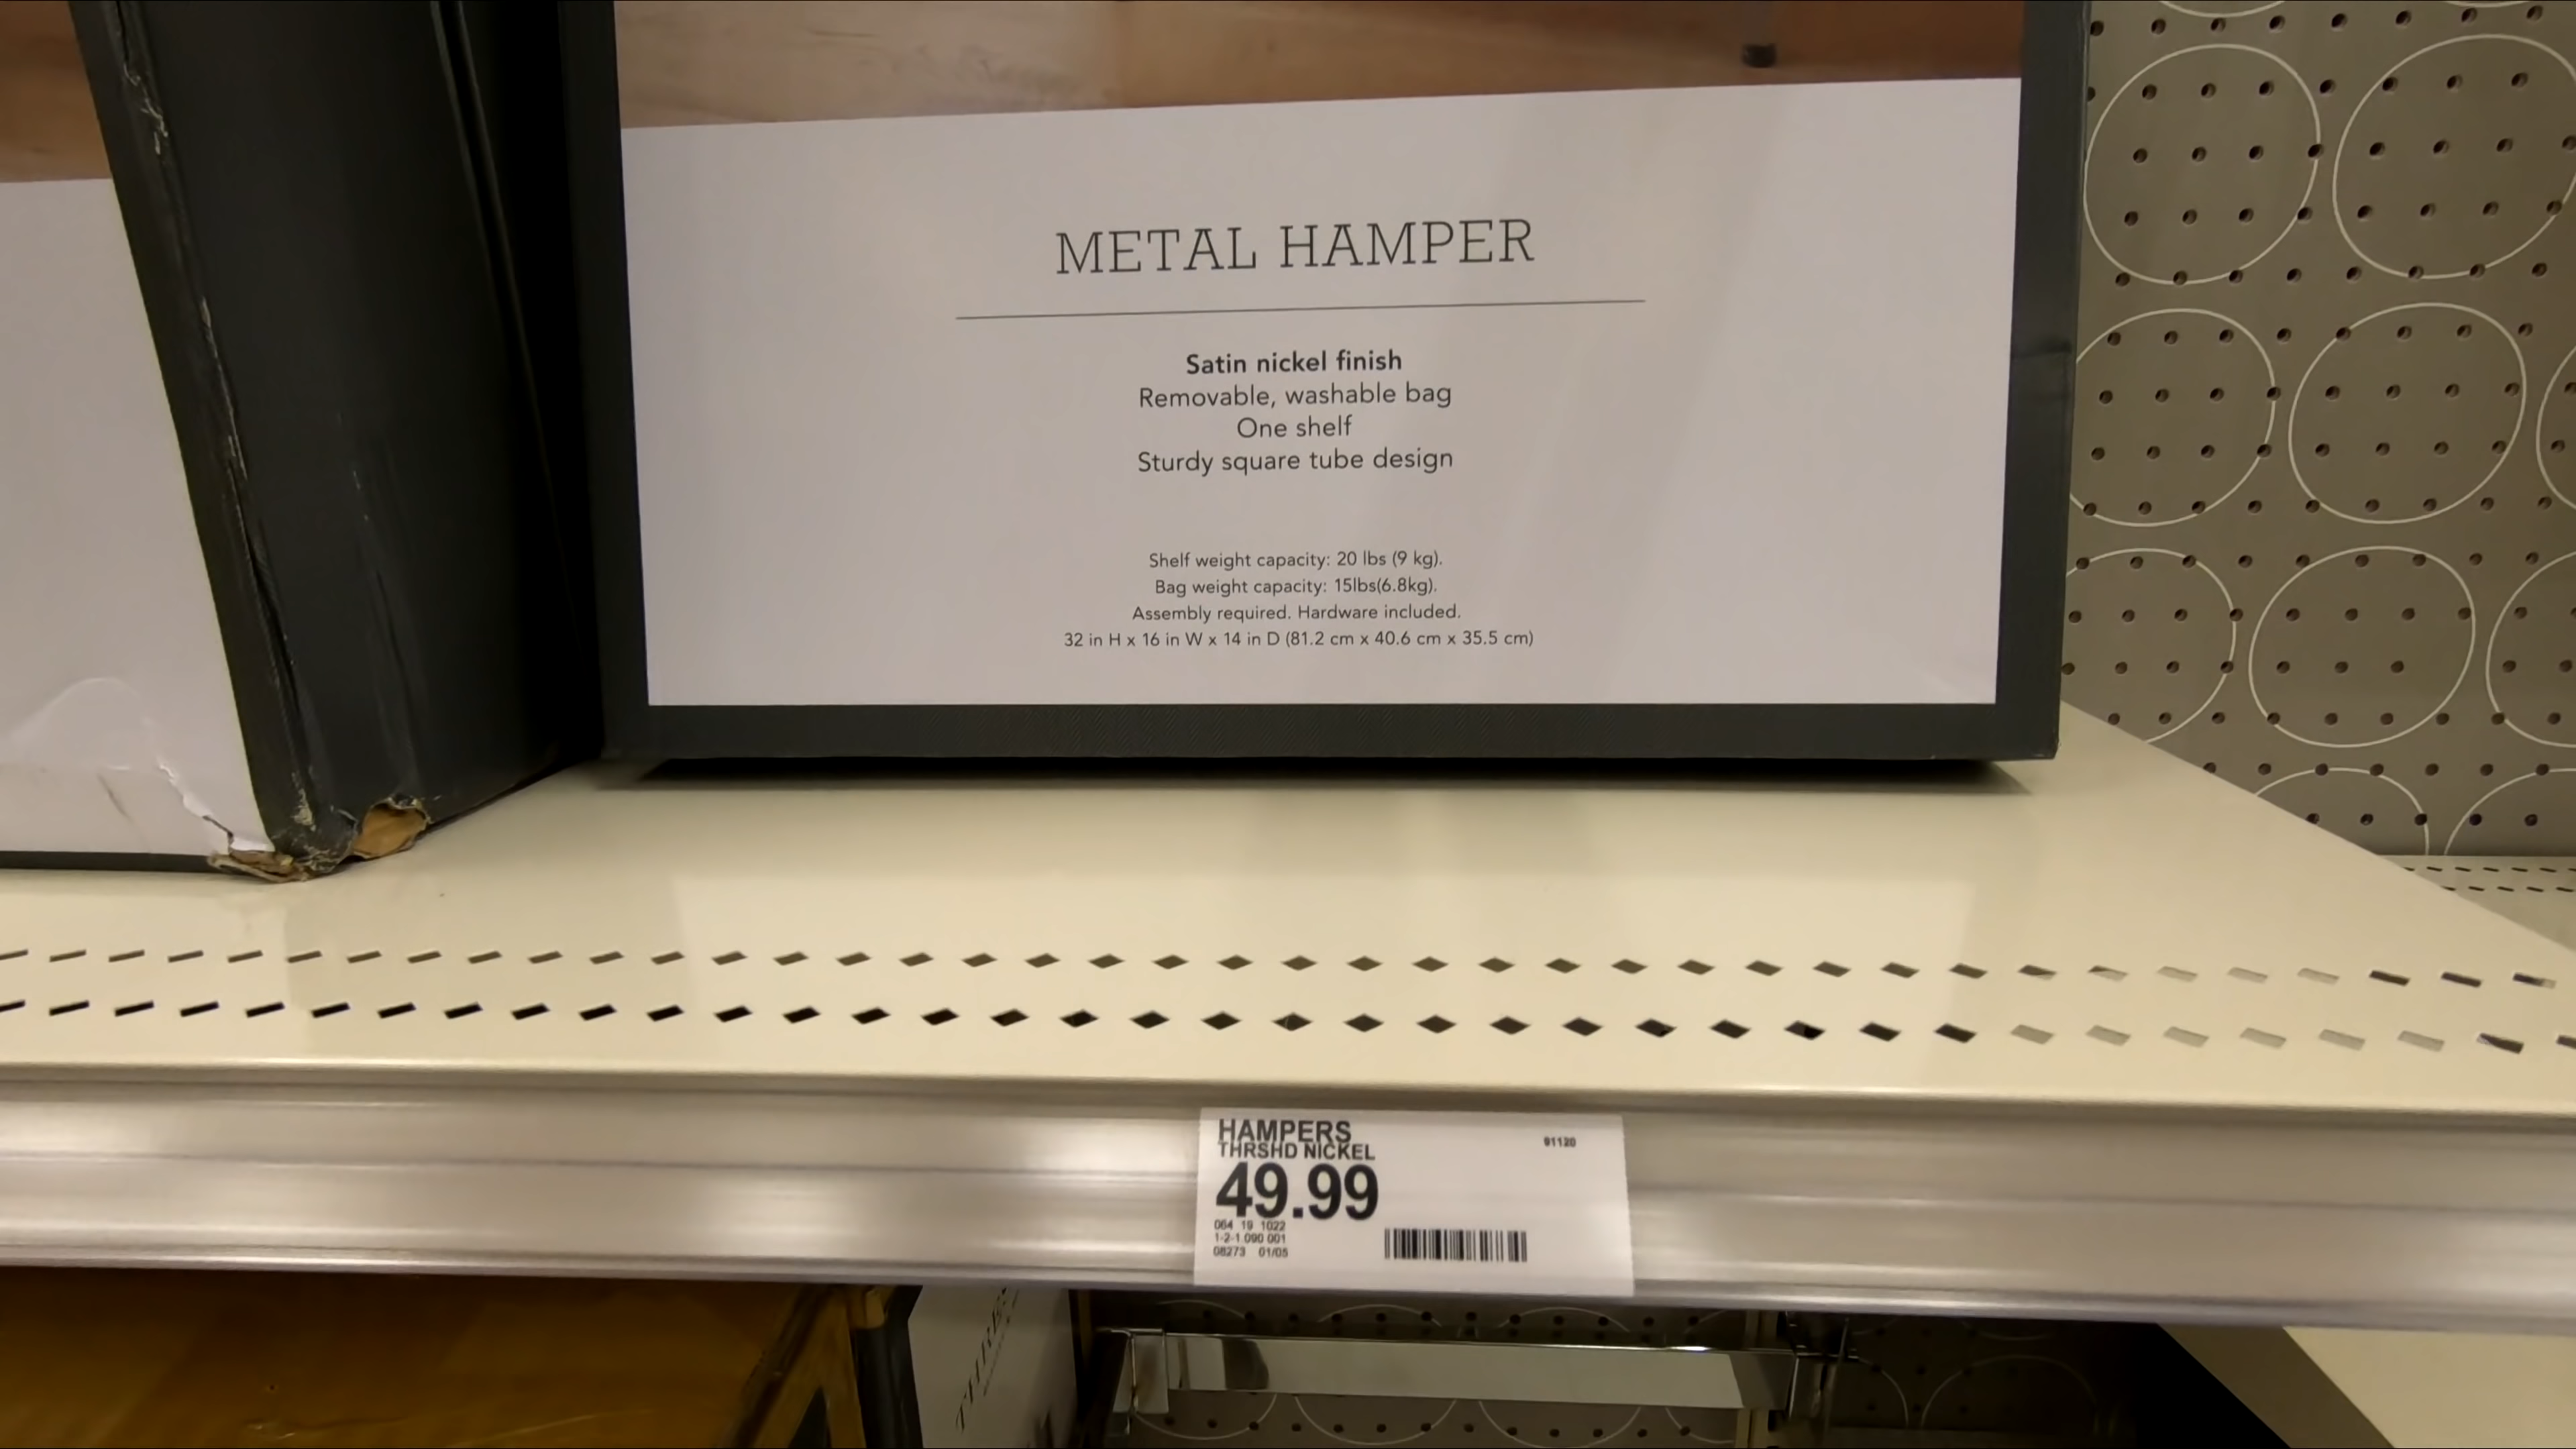 METAL HAMPER
Satin nickel finish
Removable, washable bag
One shelf
Sturdy square tube design
Shelf weight capacity: 20 lbs (9 kg).
Bag weight capacity: 15lbs(6.8kg).
Assembly required. Hardware included.
32 in H x 16 in W x 14 in D (81.2 cm x 40.6 cm x 35.5 cm)
HAMPERS
91120
THRSHD NICKEL
49.99
064 19 1022
1-2-1.090 001
08273 01/05